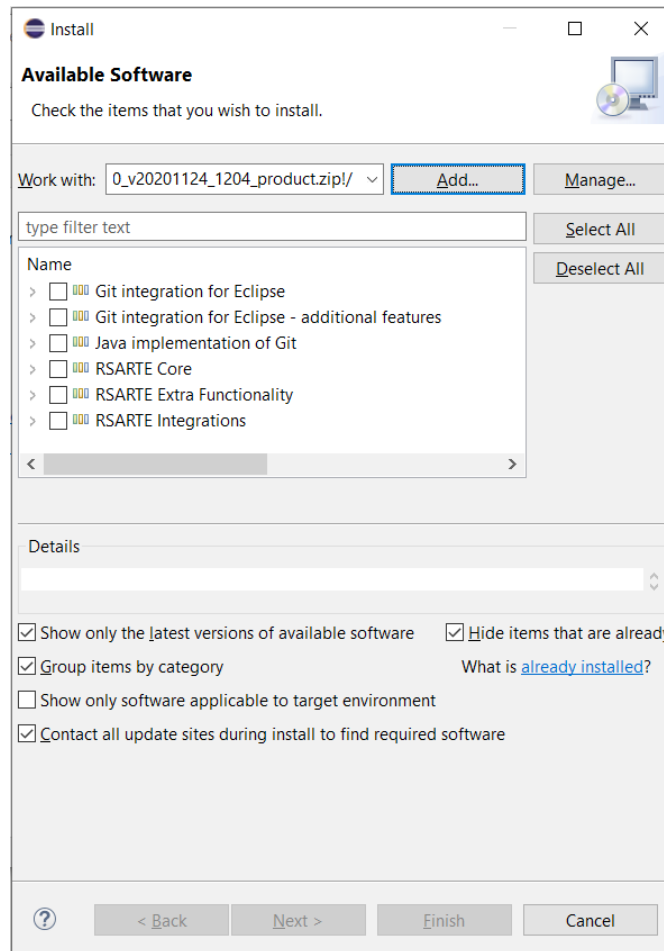 Install
Available Software
Check the items that you wish to install.
Work with: 0_v20201124_1204_product.zip!/ Add... Manage...
type filter text Select All
Name Deselect All
Git integration for Eclipse
Git integration for Eclipse - additional features
Java implementation of Git
RSARTE Core
RSARTE Extra Functionality
RSARTE Integrations
Details
Show only the latest versions of available software Hide items that are already
Group items by category What is already installed?
Show only software applicable to target environment
Contact all update sites during install to find required software
? < Back Next > Finish Cancel